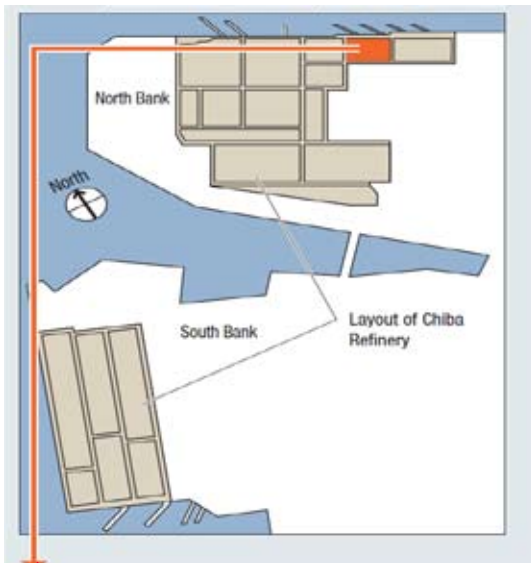 North Bank
North
South Bank
Layout of Chiba
Refinery